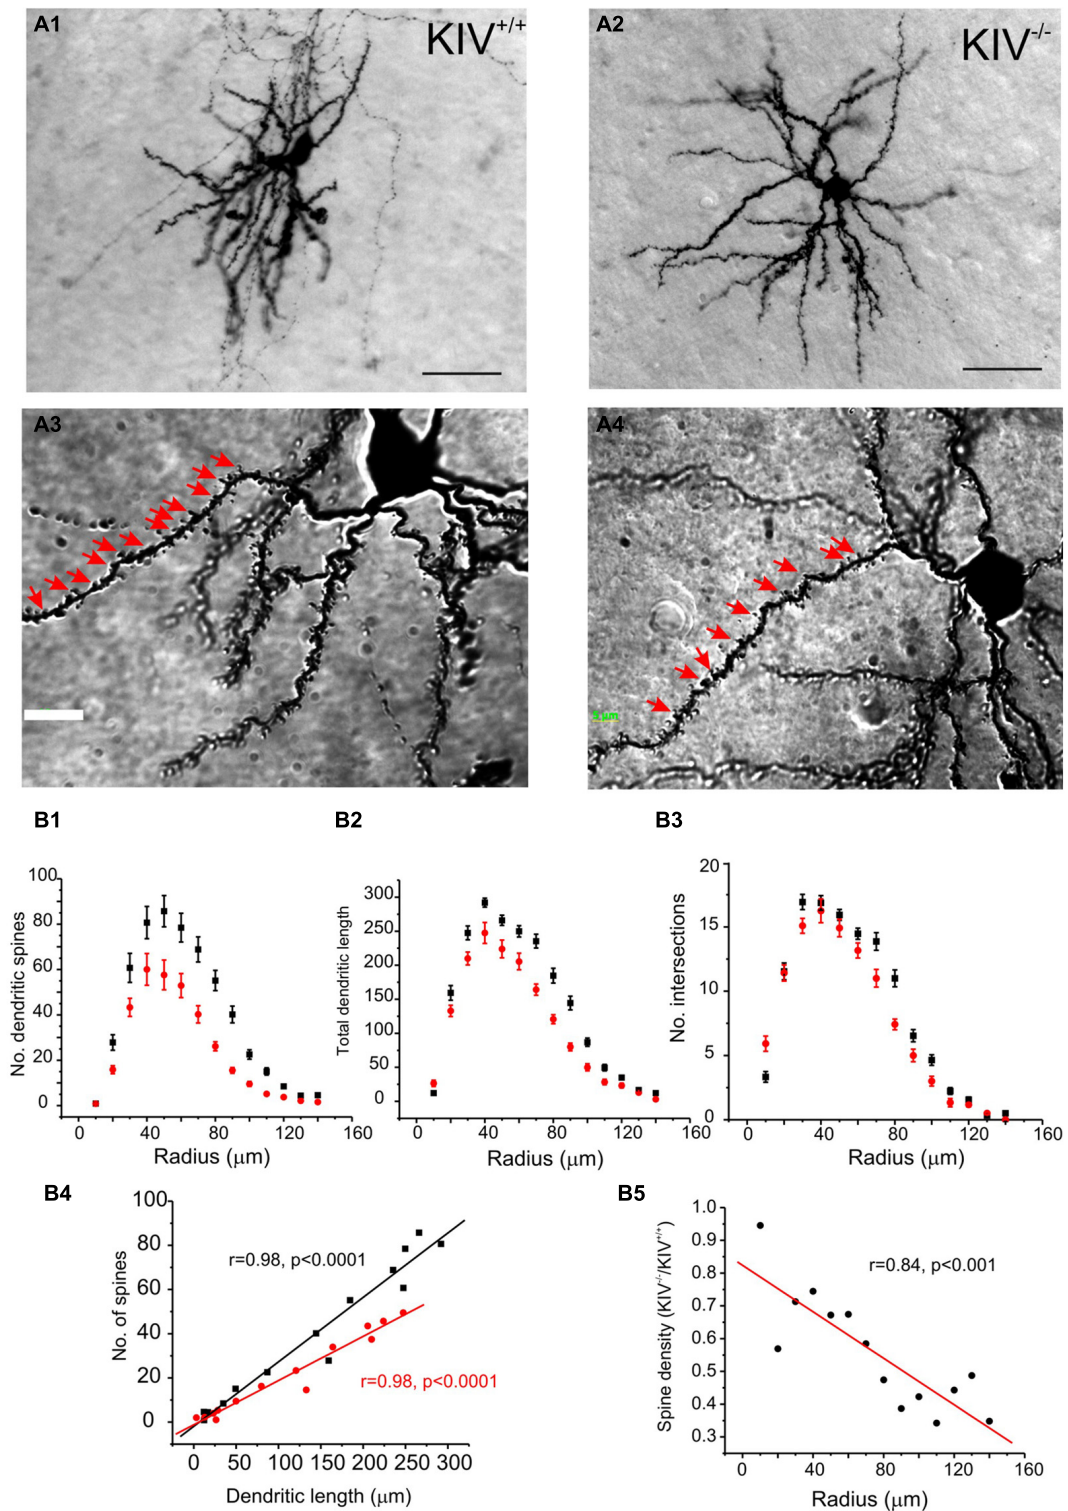 A1
KIV+/+
A2
KIV-/-
A3
A4
B1
B2
B3
No. dendritic spines
100
80
60
40
20
0
0 40 80 120 160
Radius (μm)
Total dendritic length
300
250
200
150
100
50
0
0 40 80 120 160
Radius (μm)
No. intersections
20
15
10
5
0
0 40 80 120 160
Radius (μm)
B4
No. of spines
100
80
60
40
20
0
r=0.98, p<0.0001
r=0.98, p<0.0001
0 50 100 150 200 250 300
Dendritic length (μm)
B5
Spine density (KIV-/-/KIV+/+)
1.0
0.9
0.8
0.7
0.6
0.5
0.4
0.3
r=0.84, p<0.001
0 40 80 120 160
Radius (μm)